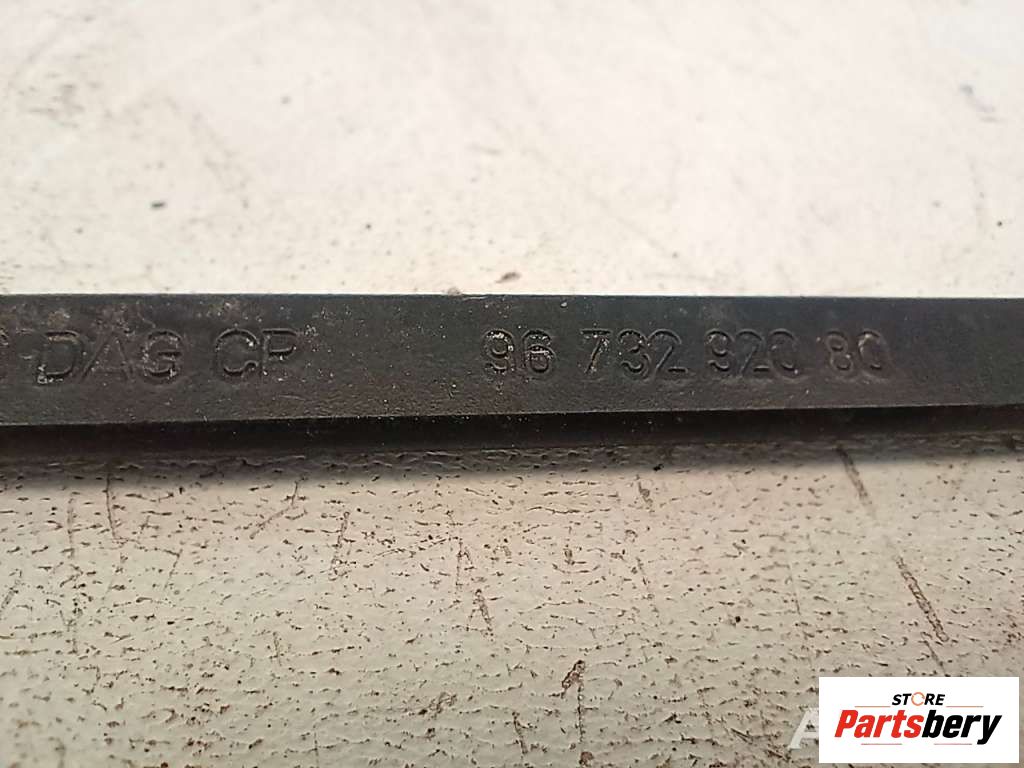 DAG CP 96 732 920 80
STORE
Partsbery